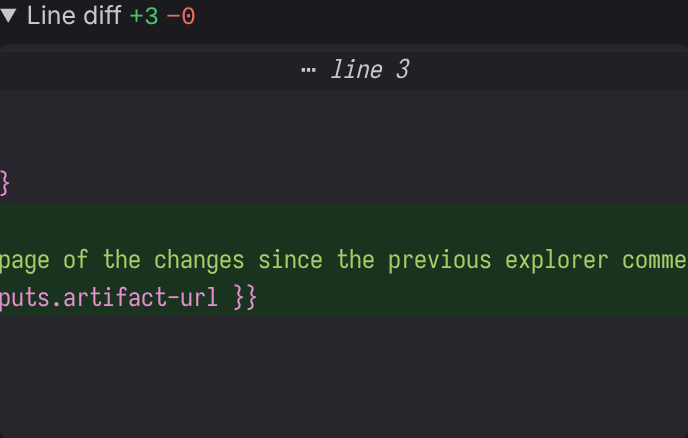 ▼ Line diff +3 −0
⋯ line 3
}
page of the changes since the previous explorer comme
puts.artifact-url }}